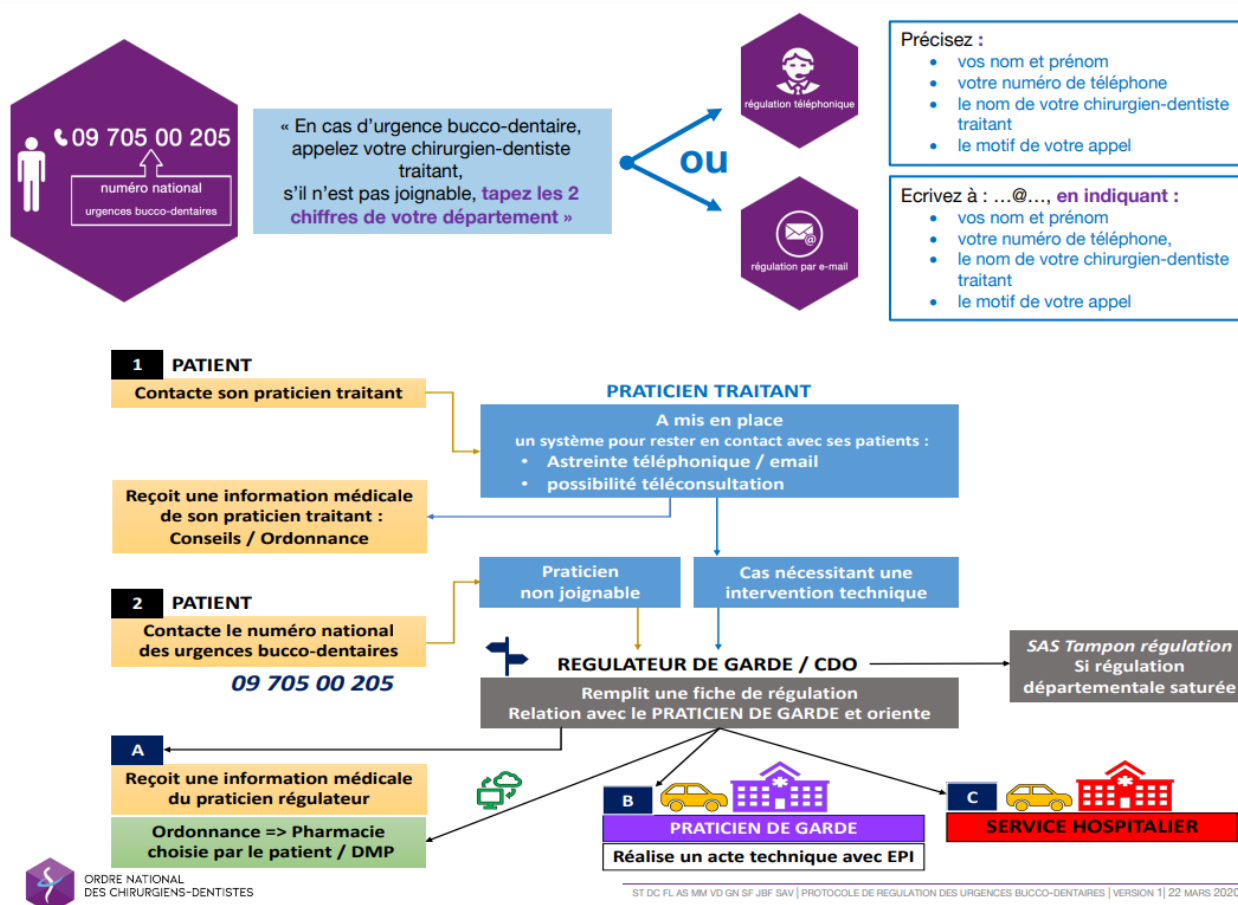 09 705 00 205
numéro national
urgences bucco-dentaires
« En cas d'urgence bucco-dentaire,
appelez votre chirurgien-dentiste
traitant,
s'il n'est pas joignable, tapez les 2
chiffres de votre département »
ou
régulation téléphonique
régulation par e-mail
Précisez :
• vos nom et prénom
• votre numéro de téléphone
• le nom de votre chirurgien-dentiste
traitant
• le motif de votre appel
Ecrivez à : …@…, en indiquant :
• vos nom et prénom
• votre numéro de téléphone,
• le nom de votre chirurgien-dentiste
traitant
• le motif de votre appel
1 PATIENT
Contacte son praticien traitant
PRATICIEN TRAITANT
A mis en place
un système pour rester en contact avec ses patients :
• Astreinte téléphonique / email
• possibilité téléconsultation
Reçoit une information médicale
de son praticien traitant :
Conseils / Ordonnance
Praticien
non joignable
Cas nécessitant une
intervention technique
2 PATIENT
Contacte le numéro national
des urgences bucco-dentaires
09 705 00 205
REGULATEUR DE GARDE / CDO
Remplit une fiche de régulation
Relation avec le PRATICIEN DE GARDE et oriente
SAS Tampon régulation
Si régulation
départementale saturée
A
Reçoit une information médicale
du praticien régulateur
Ordonnance => Pharmacie
choisie par le patient / DMP
B
PRATICIEN DE GARDE
Réalise un acte technique avec EPI
C
SERVICE HOSPITALIER
ORDRE NATIONAL
DES CHIRURGIENS-DENTISTES
ST DC FL AS MM VD GN SF JBF SAV | PROTOCOLE DE REGULATION DES URGENCES BUCCO-DENTAIRES | VERSION 1| 22 MARS 2020